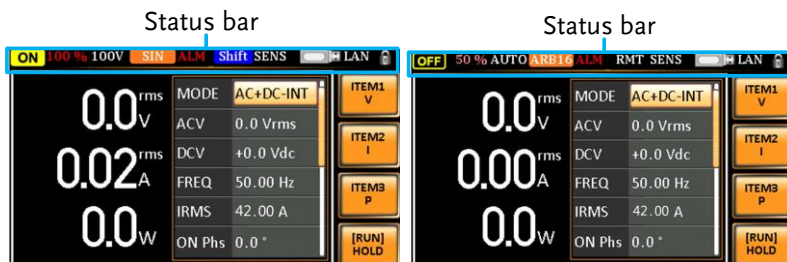 Status bar
Status bar
ON 100 % 100V SIN ALM Shift SENS LAN
ITEM1
V
ITEM2
I
ITEM3
P
[RUN]
HOLD
0.0 rms V
0.02 rms A
0.0 W
MODE AC+DC-INT
ACV 0.0 Vrms
DCV +0.0 Vdc
FREQ 50.00 Hz
IRMS 42.00 A
ON Phs 0.0 °
OFF 50 % AUTO ARB16 ALM RMT SENS LAN
ITEM1
V
ITEM2
I
ITEM3
P
[RUN]
HOLD
0.0 rms V
0.00 rms A
0.0 W
MODE AC+DC-INT
ACV 0.0 Vrms
DCV +0.0 Vdc
FREQ 50.00 Hz
IRMS 42.00 A
ON Phs 0.0 °